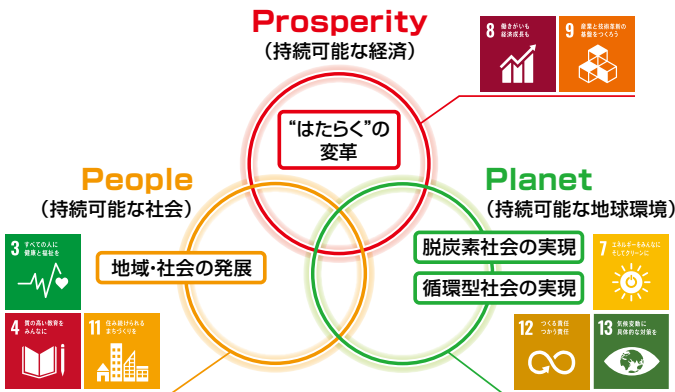 Prosperity
(持続可能な経済)
8 働きがいも
経済成長も
9 産業と技術革新の
基盤をつくろう
“はたらく”の
変革
People
(持続可能な社会)
Planet
(持続可能な地球環境)
3 すべての人に
健康と福祉を
地域・社会の発展
脱炭素社会の実現
循環型社会の実現
7 エネルギーをみんなに
そしてクリーンに
4 質の高い教育を
みんなに
11 住み続けられる
まちづくりを
12 つくる責任
つかう責任
13 気候変動に
具体的な対策を